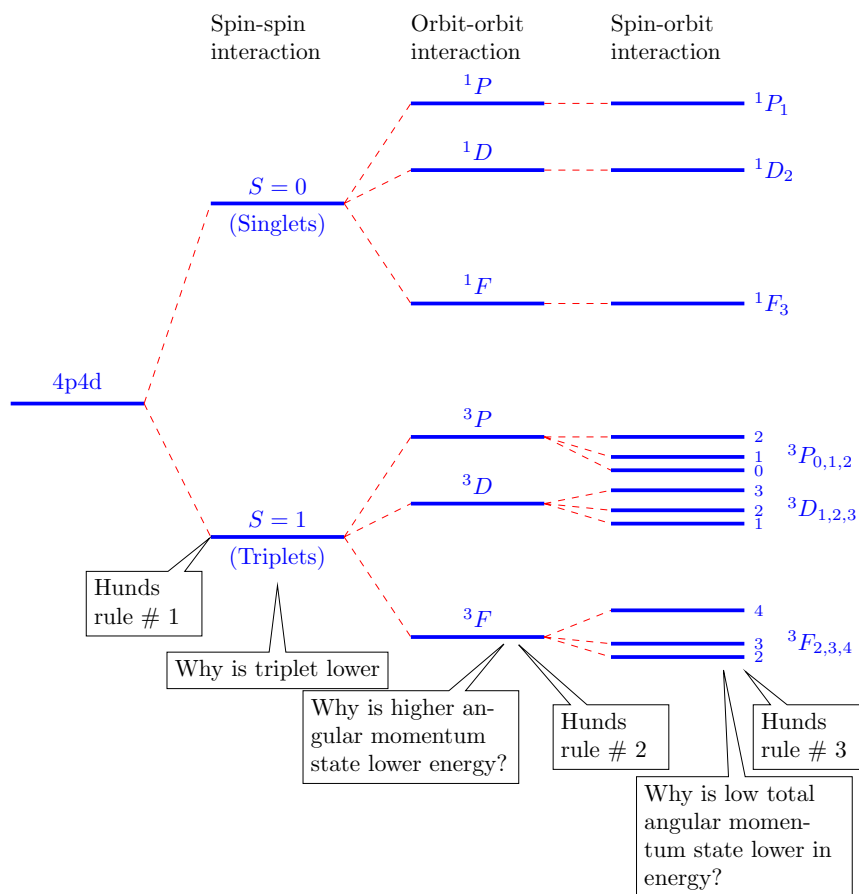 Spin-spin
interaction
Orbit-orbit
interaction
Spin-orbit
interaction
¹P
¹P₁
¹D
¹D₂
S = 0
(Singlets)
¹F
¹F₃
4p4d
³P
2
1
0
³P₀,₁,₂
³D
3
2
1
³D₁,₂,₃
S = 1
(Triplets)
Hunds
rule # 1
³F
4
3
2
³F₂,₃,₄
Why is triplet lower
Why is higher an-
gular momentum
state lower energy?
Hunds
rule # 2
Hunds
rule # 3
Why is low total
angular momen-
tum state lower in
energy?